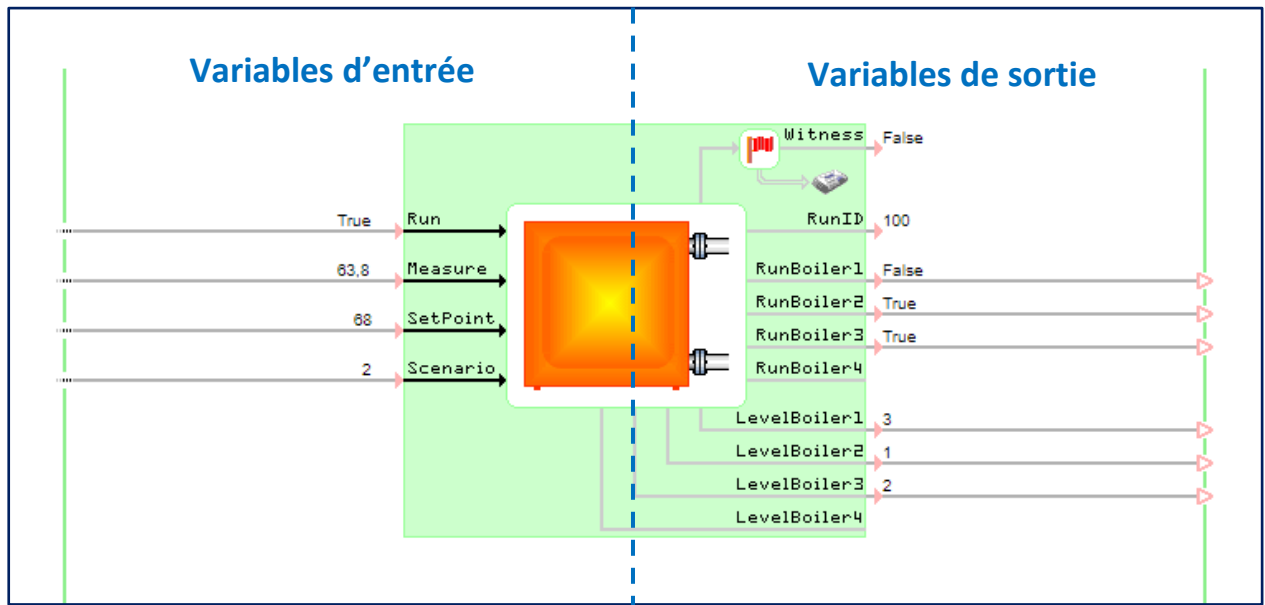 Variables d’entrée
Variables de sortie
Witness False
True Run
RunID 100
63,8 Measure
RunBoiler1 False
RunBoiler2 True
68 SetPoint
RunBoiler3 True
2 Scenario
RunBoiler4
LevelBoiler1 3
LevelBoiler2 1
LevelBoiler3 2
LevelBoiler4